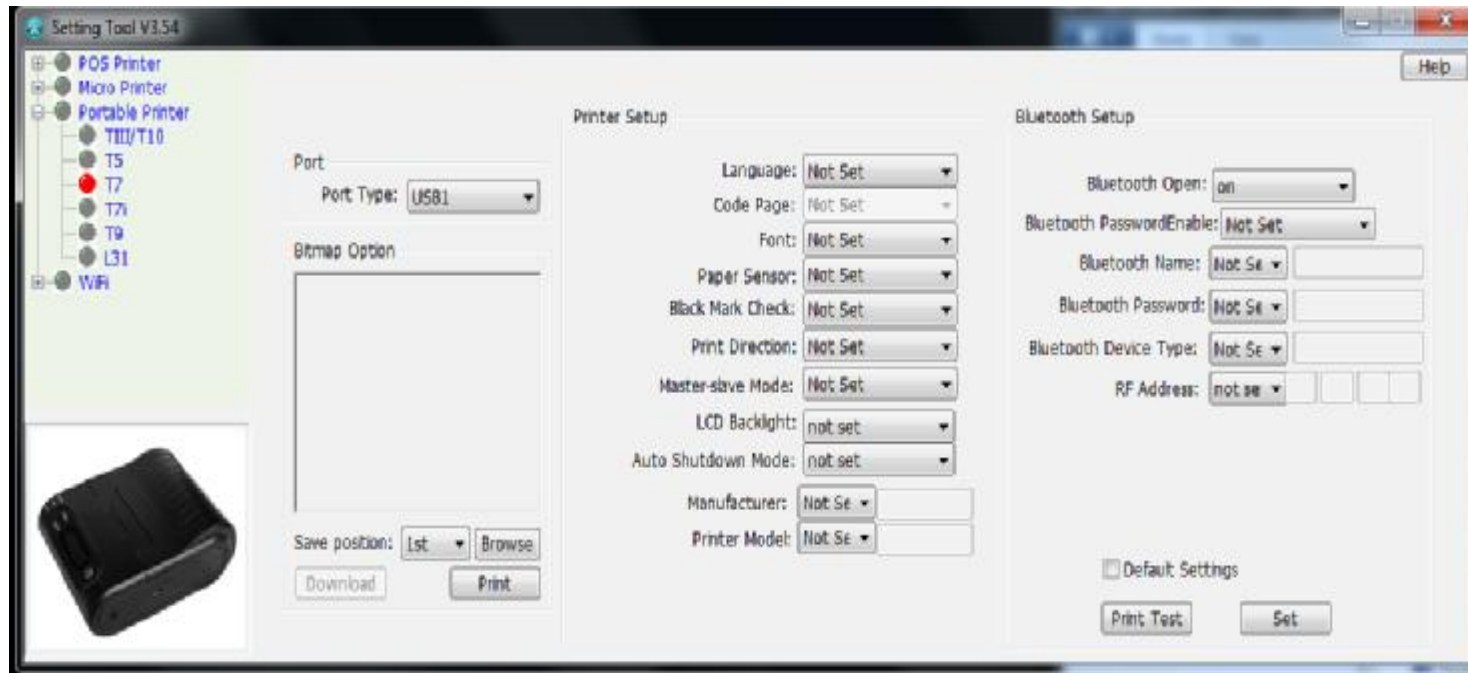 Setting Tool V3.54
Help
POS Printer
Micro Printer
Portable Printer
TIII/T10
T5
T7
T7i
T9
L31
WiFi
Port
Port Type: USB1
Bitmap Option
Save position: 1st Browse
Download Print
Printer Setup
Language: Not Set
Code Page: Not Set
Font: Not Set
Paper Sensor: Not Set
Black Mark Check: Not Set
Print Direction: Not Set
Master-slave Mode: Not Set
LCD Backlight: not set
Auto Shutdown Mode: not set
Manufacturer: Not Se
Printer Model: Not Se
Bluetooth Setup
Bluetooth Open: on
Bluetooth PasswordEnable: Not Set
Bluetooth Name: Not Se
Bluetooth Password: Not Se
Bluetooth Device Type: Not Se
RF Address: not se
Default Settings
Print Test Set